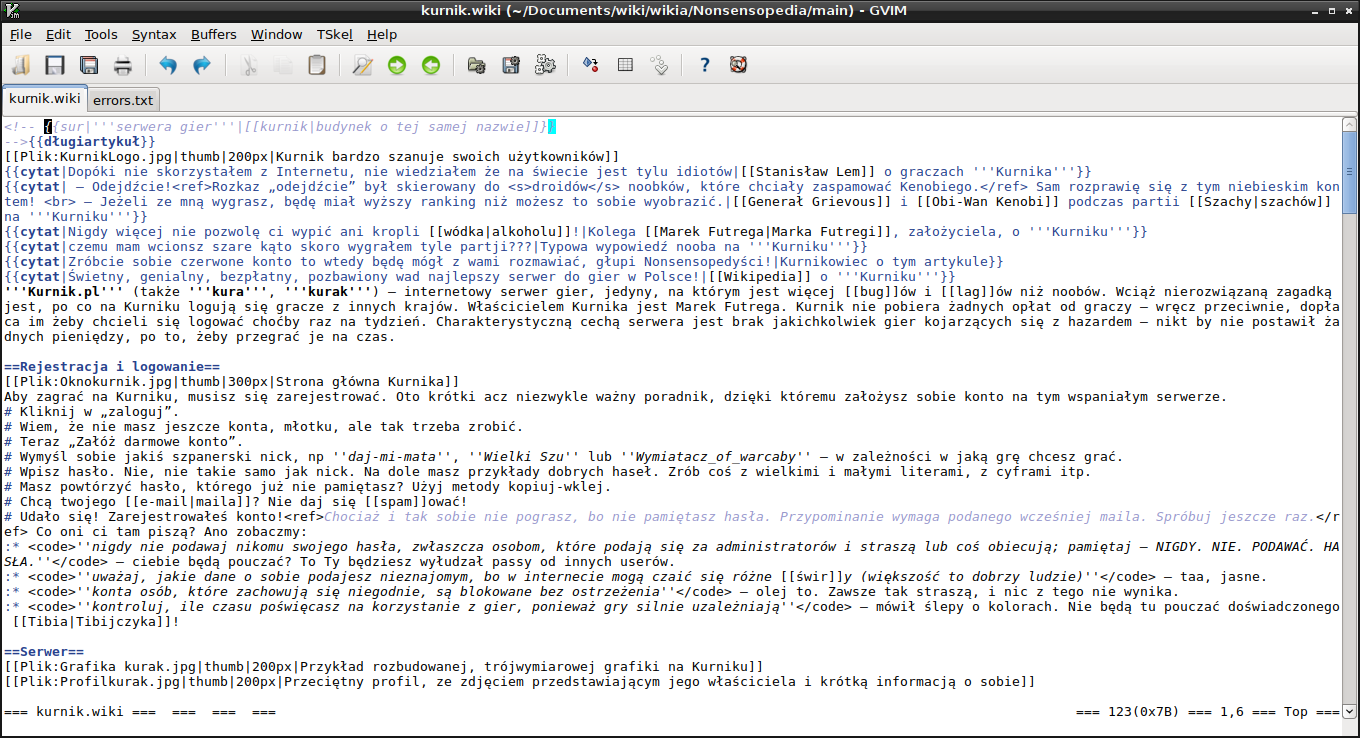 kurnik.wiki (~/Documents/wiki/wikia/Nonsensopedia/main) - GVIM
File Edit Tools Syntax Buffers Window TSkel Help
kurnik.wiki errors.txt
<!-- {{sur|'''serwera gier'''|[[kurnik|budynek o tej samej nazwie]]}}
-->{{długiartykuł}}
[[Plik:KurnikLogo.jpg|thumb|200px|Kurnik bardzo szanuje swoich użytkowników]]
{{cytat|Dopóki nie skorzystałem z Internetu, nie wiedziałem że na świecie jest tylu idiotów|[[Stanisław Lem]] o graczach '''Kurnika'''}}
{{cytat| – Odejdźcie!<ref>Rozkaz „odejdźcie” był skierowany do <s>droidów</s> noobków, które chciały zaspamować Kenobiego.</ref> Sam rozprawię się z tym niebieskim kon
tem! <br> – Jeżeli ze mną wygrasz, będę miał wyższy ranking niż możesz to sobie wyobrazić.|[[Generał Grievous]] i [[Obi-Wan Kenobi]] podczas partii [[Szachy|szachów]]
na '''Kurniku'''}}
{{cytat|Nigdy więcej nie pozwolę ci wypić ani kropli [[wódka|alkoholu]]!|Kolega [[Marek Futrega|Marka Futregi]], założyciela, o '''Kurniku'''}}
{{cytat|czemu mam wcionsz szare kąto skoro wygrałem tyle partji???|Typowa wypowiedź nooba na '''Kurniku'''}}
{{cytat|Zróbcie sobie czerwone konto to wtedy będę mógł z wami rozmawiać, głupi Nonsensopedyści!|Kurnikowiec o tym artykule}}
{{cytat|Świetny, genialny, bezpłatny, pozbawiony wad najlepszy serwer do gier w Polsce!|[[Wikipedia]] o '''Kurniku'''}}
'''Kurnik.pl''' (także '''kura''', '''kurak''') – internetowy serwer gier, jedyny, na którym jest więcej [[bug]]ów i [[lag]]ów niż noobów. Wciąż nierozwiązaną zagadką
jest, po co na Kurniku logują się gracze z innych krajów. Właścicielem Kurnika jest Marek Futrega. Kurnik nie pobiera żadnych opłat od graczy – wręcz przeciwnie, dopła
ca im żeby chcieli się logować choćby raz na tydzień. Charakterystyczną cechą serwera jest brak jakichkolwiek gier kojarzących się z hazardem – nikt by nie postawił ża
dnych pieniędzy, po to, żeby przegrać je na czas.
==Rejestracja i logowanie==
[[Plik:Oknokurnik.jpg|thumb|300px|Strona główna Kurnika]]
Aby zagrać na Kurniku, musisz się zarejestrować. Oto krótki acz niezwykle ważny poradnik, dzięki któremu założysz sobie konto na tym wspaniałym serwerze.
# Kliknij w „zaloguj”.
# Wiem, że nie masz jeszcze konta, młotku, ale tak trzeba zrobić.
# Teraz „Załóż darmowe konto”.
# Wymyśl sobie jakiś szpanerski nick, np ''daj-mi-mata'', ''Wielki Szu'' lub ''Wymiatacz_of_warcaby'' – w zależności w jaką grę chcesz grać.
# Wpisz hasło. Nie, nie takie samo jak nick. Na dole masz przykłady dobrych haseł. Zrób coś z wielkimi i małymi literami, z cyframi itp.
# Masz powtórzyć hasło, którego już nie pamiętasz? Użyj metody kopiuj-wklej.
# Chcą twojego [[e-mail|maila]]? Nie daj się [[spam]]ować!
# Udało się! Zarejestrowałeś konto!<ref>Chociaż i tak sobie nie pograsz, bo nie pamiętasz hasła. Przypominanie wymaga podanego wcześniej maila. Spróbuj jeszcze raz.</r
ef> Co oni ci tam piszą? Ano zobaczmy:
:* <code>''nigdy nie podawaj nikomu swojego hasła, zwłaszcza osobom, które podają się za administratorów i straszą lub coś obiecują; pamiętaj – NIGDY. NIE. PODAWAĆ. HA
SŁA.''</code> – ciebie będą pouczać? To Ty będziesz wyłudzał passy od innych userów.
:* <code>''uważaj, jakie dane o sobie podajesz nieznajomym, bo w internecie mogą czaić się różne [[świr]]y (większość to dobrzy ludzie)''</code> – taa, jasne.
:* <code>''konta osób, które zachowują się niegodnie, są blokowane bez ostrzeżenia''</code> – olej to. Zawsze tak straszą, i nic z tego nie wynika.
:* <code>''kontroluj, ile czasu poświęcasz na korzystanie z gier, ponieważ gry silnie uzależniają''</code> – mówił ślepy o kolorach. Nie będą tu pouczać doświadczonego
[[Tibia|Tibijczyka]]!
==Serwer==
[[Plik:Grafika kurak.jpg|thumb|200px|Przykład rozbudowanej, trójwymiarowej grafiki na Kurniku]]
[[Plik:Profilkurak.jpg|thumb|200px|Przeciętny profil, ze zdjęciem przedstawiającym jego właściciela i krótką informacją o sobie]]
=== kurnik.wiki === === === === === 123(0x7B) === 1,6 === Top ===